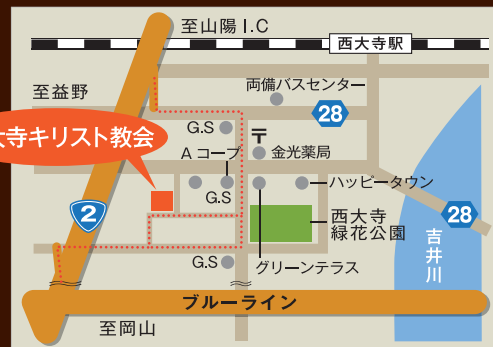 至山陽 I.C
西大寺駅
至益野
両備バスセンター
28
G.S
〒
大寺キリスト教会
A コープ
金光薬局
G.S
ハッピータウン
2
西大寺
緑花公園
28
吉井川
G.S
グリーンテラス
ブルーライン
至岡山